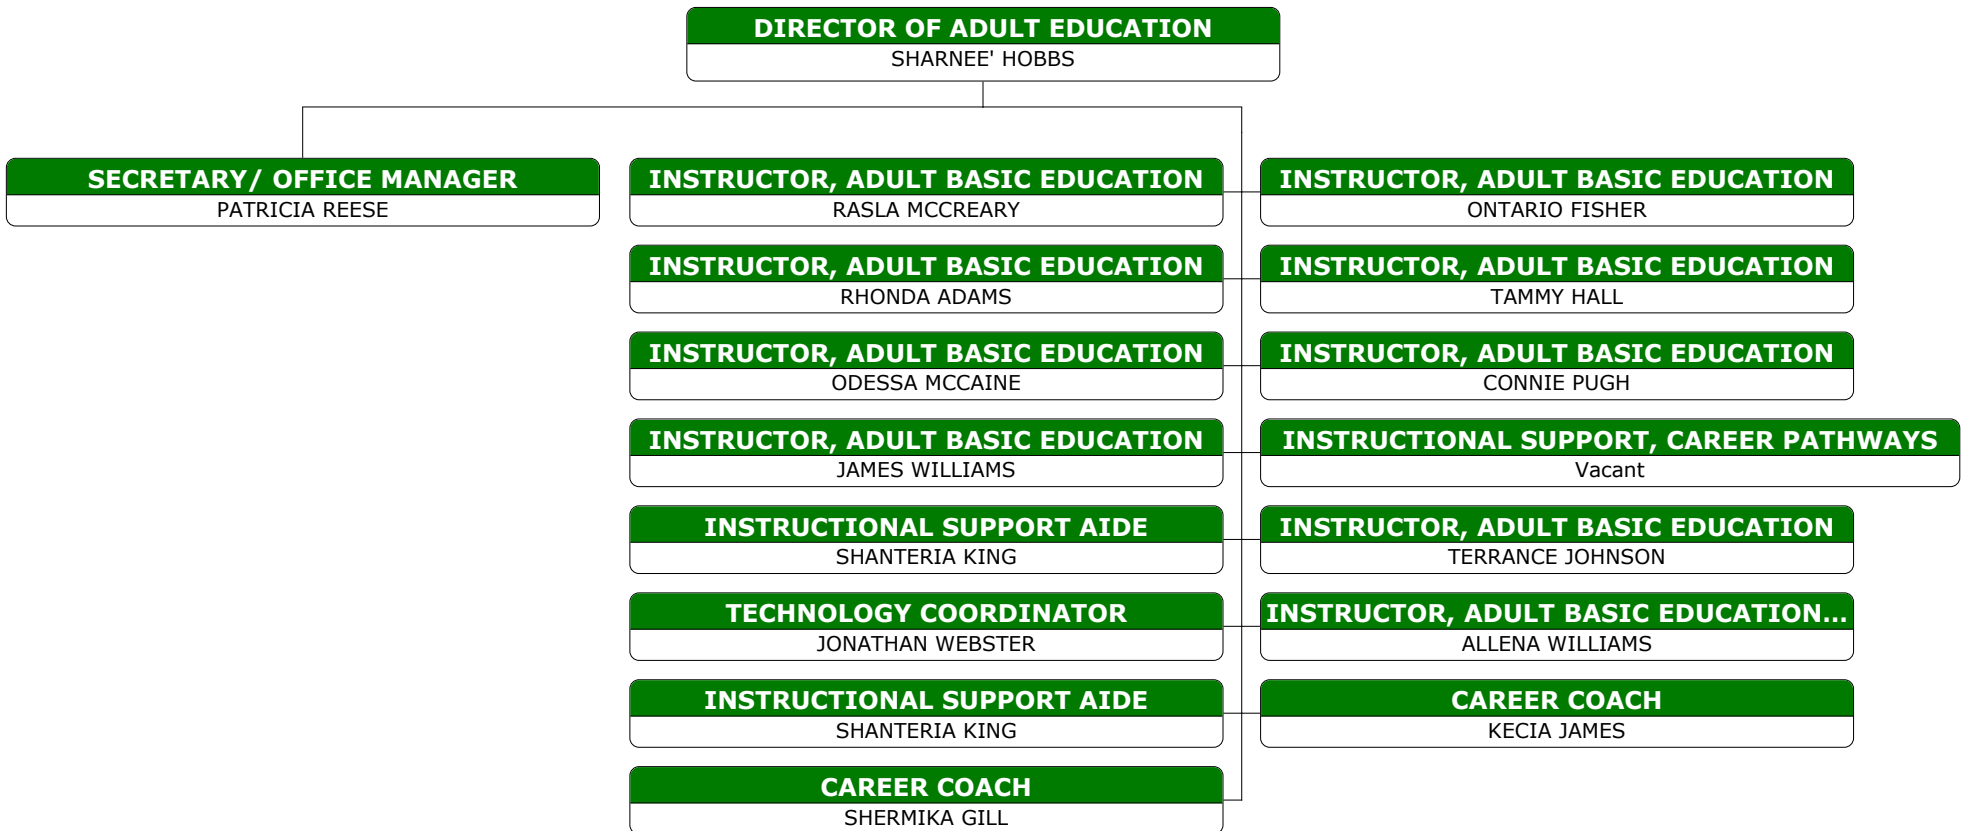 DIRECTOR OF ADULT EDUCATION
SHARNEE' HOBBS
SECRETARY/ OFFICE MANAGER
PATRICIA REESE
INSTRUCTOR, ADULT BASIC EDUCATION
RASLA MCCREARY
INSTRUCTOR, ADULT BASIC EDUCATION
ONTARIO FISHER
INSTRUCTOR, ADULT BASIC EDUCATION
RHONDA ADAMS
INSTRUCTOR, ADULT BASIC EDUCATION
TAMMY HALL
INSTRUCTOR, ADULT BASIC EDUCATION
ODESSA MCCAINE
INSTRUCTOR, ADULT BASIC EDUCATION
CONNIE PUGH
INSTRUCTOR, ADULT BASIC EDUCATION
JAMES WILLIAMS
INSTRUCTIONAL SUPPORT, CAREER PATHWAYS
Vacant
INSTRUCTIONAL SUPPORT AIDE
SHANTERIA KING
INSTRUCTOR, ADULT BASIC EDUCATION
TERRANCE JOHNSON
TECHNOLOGY COORDINATOR
JONATHAN WEBSTER
INSTRUCTOR, ADULT BASIC EDUCATION...
ALLENA WILLIAMS
INSTRUCTIONAL SUPPORT AIDE
SHANTERIA KING
CAREER COACH
KECIA JAMES
CAREER COACH
SHERMIKA GILL